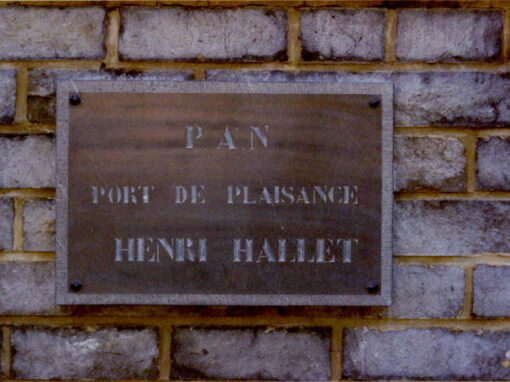 PAN
PORT DE PLAISANCE
HENRI HALLET